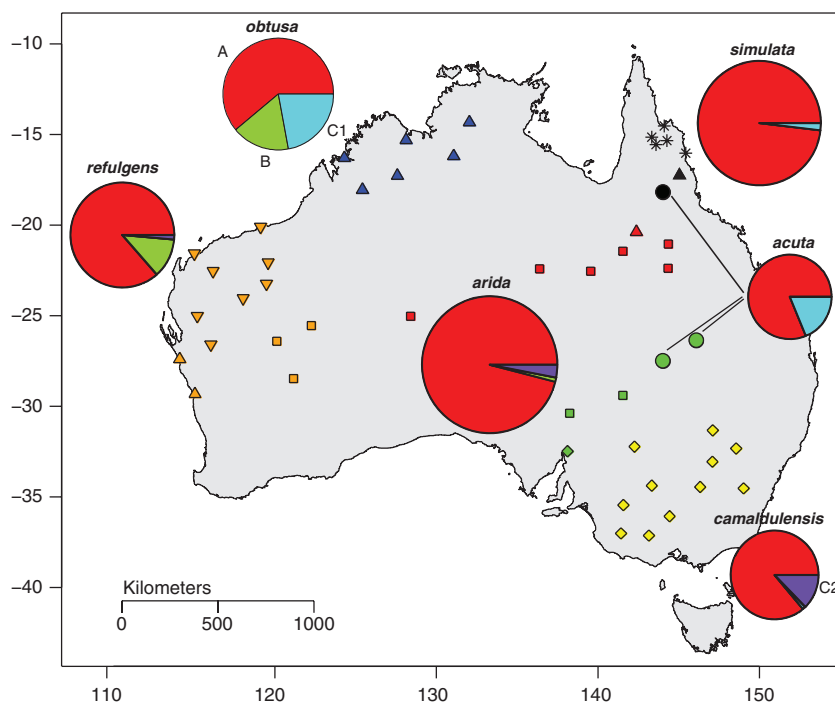 −10
−15
−20
−25
−30
−35
−40
obtusa
A
B
C1
simulata
refulgens
arida
acuta
camaldulensis
C2
Kilometers
0 500 1000
110 120 130 140 150